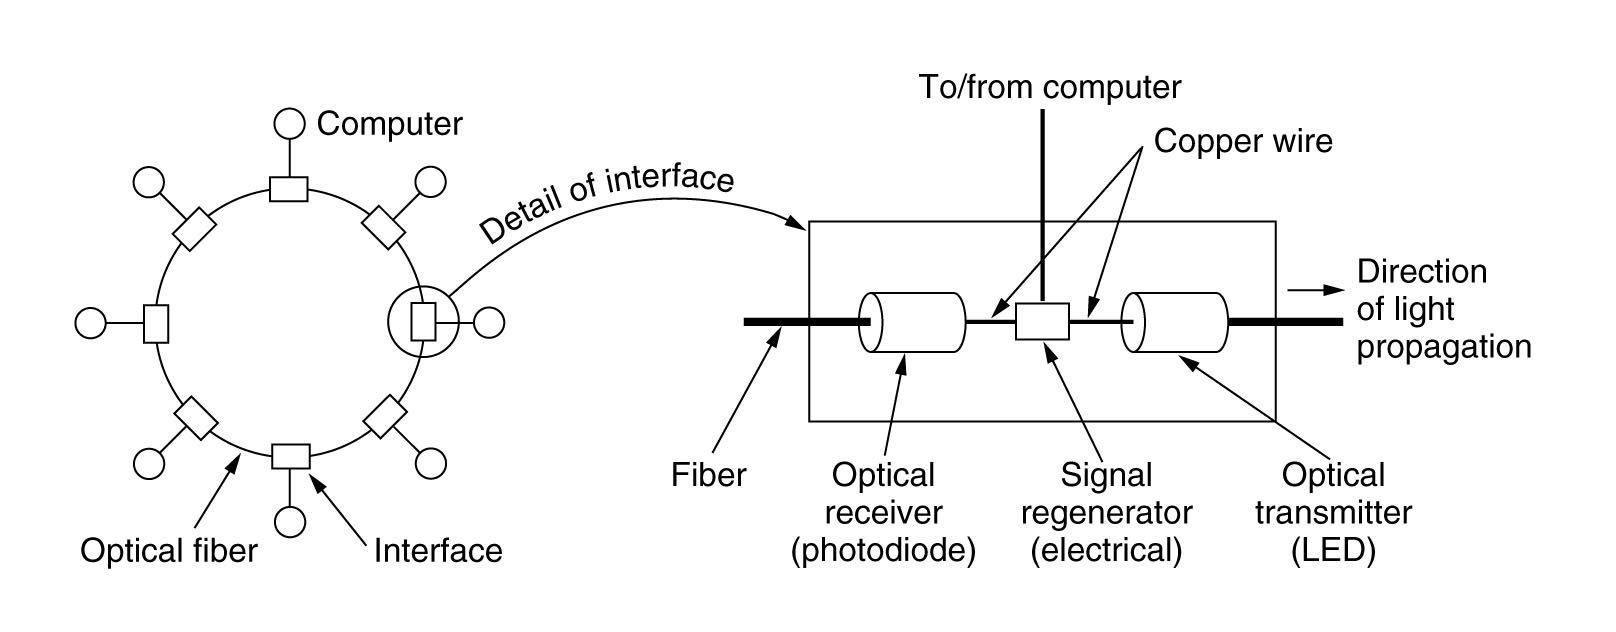 To/from computer
Computer
Copper wire
Detail of interface
Direction
of light
propagation
Fiber
Optical
receiver
(photodiode)
Signal
regenerator
(electrical)
Optical
transmitter
(LED)
Optical fiber
Interface